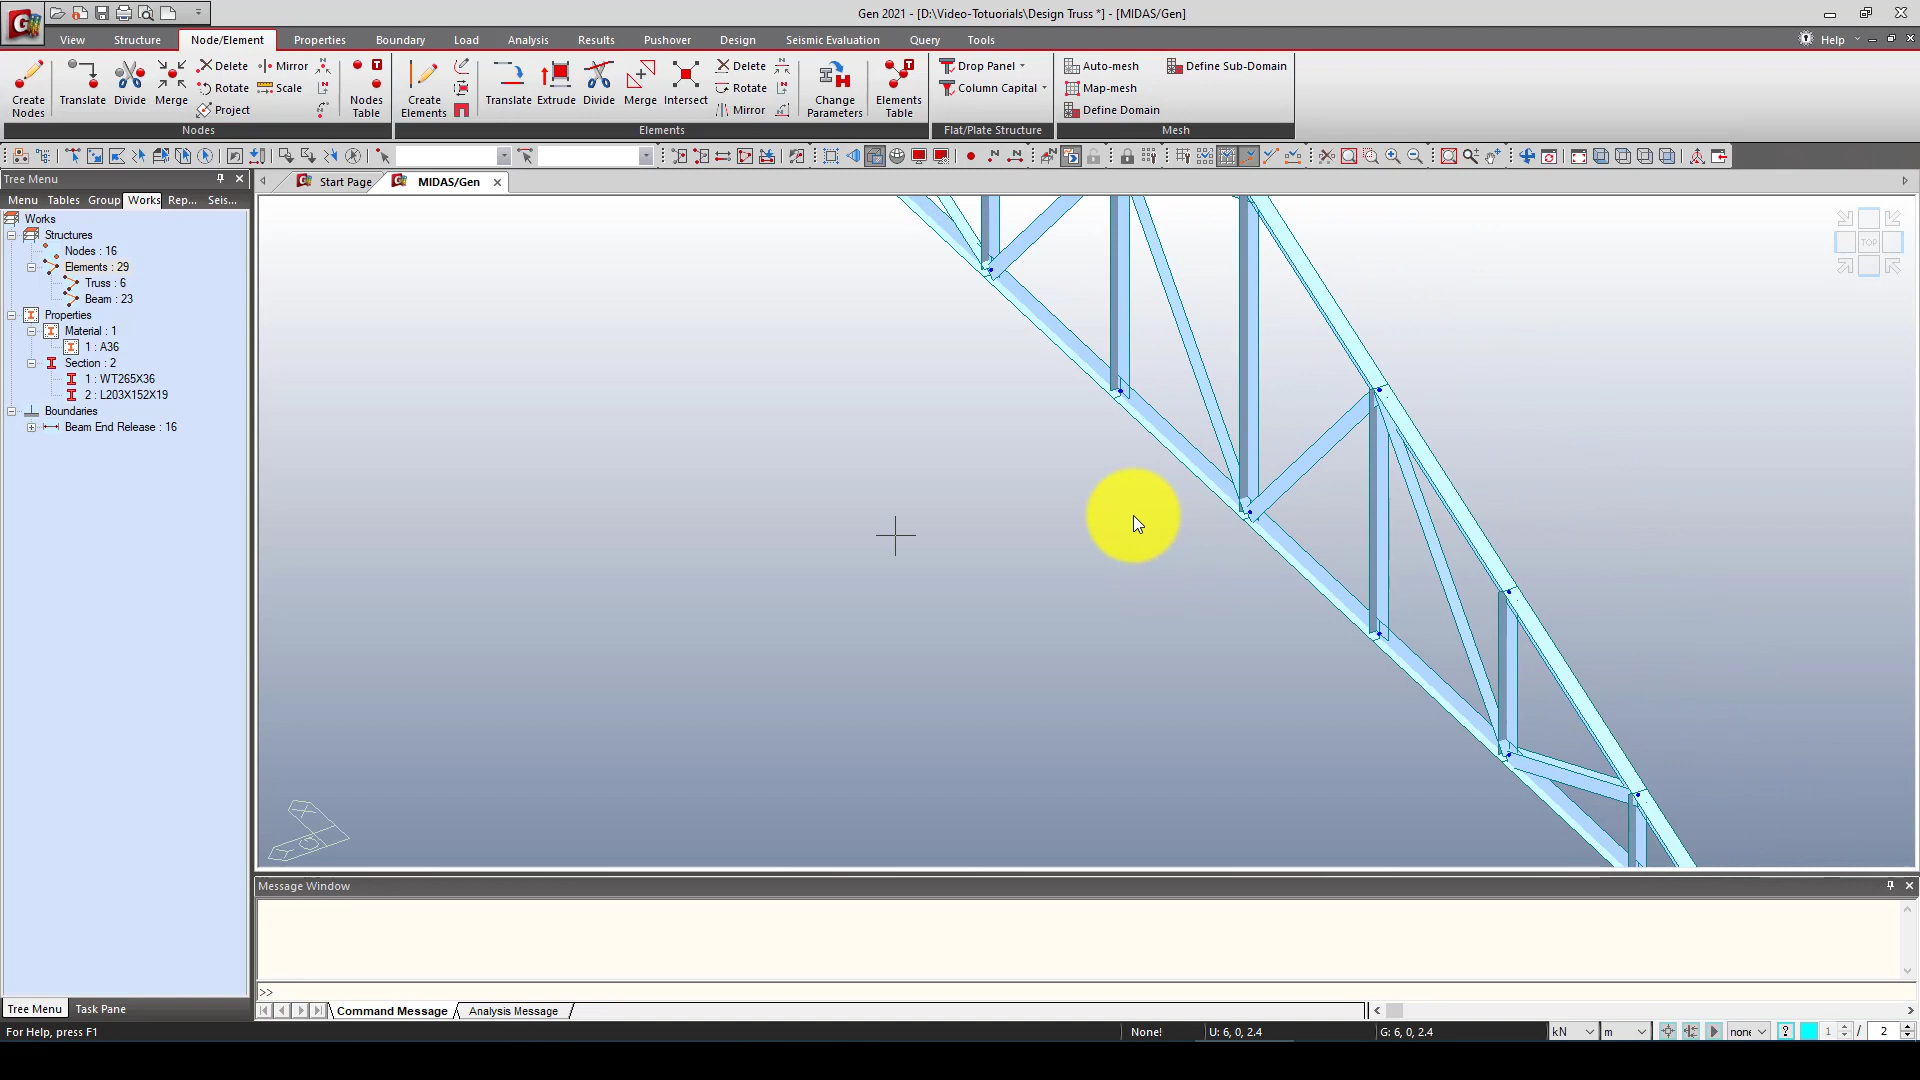 Gen 2021 - [D:\Video-Totuorials\Design Truss *] - [MIDAS/Gen]
View Structure Node/Element Properties Boundary Load Analysis Results Pushover Design Seismic Evaluation Query Tools Help
Create Nodes Translate Divide Merge Delete Rotate Project Mirror Scale Nodes Table
Create Elements Translate Extrude Divide Merge Intersect Delete Rotate Mirror Change Parameters Elements Table
Drop Panel Column Capital
Auto-mesh Map-mesh Define Domain Define Sub-Domain
Nodes Elements Flat/Plate Structure Mesh
Tree Menu
Start Page MIDAS/Gen
Menu Tables Group Works Rep... Seis...
Works
Structures
Nodes : 16
Elements : 29
Truss : 6
Beam : 23
Properties
Material : 1
1 : A36
Section : 2
1 : WT265X36
2 : L203X152X19
Boundaries
Beam End Release : 16
TOP
Message Window
>>
Tree Menu Task Pane
Command Message Analysis Message
For Help, press F1
None!
U: 6, 0, 2.4
G: 6, 0, 2.4
kN m none ? 1 / 2